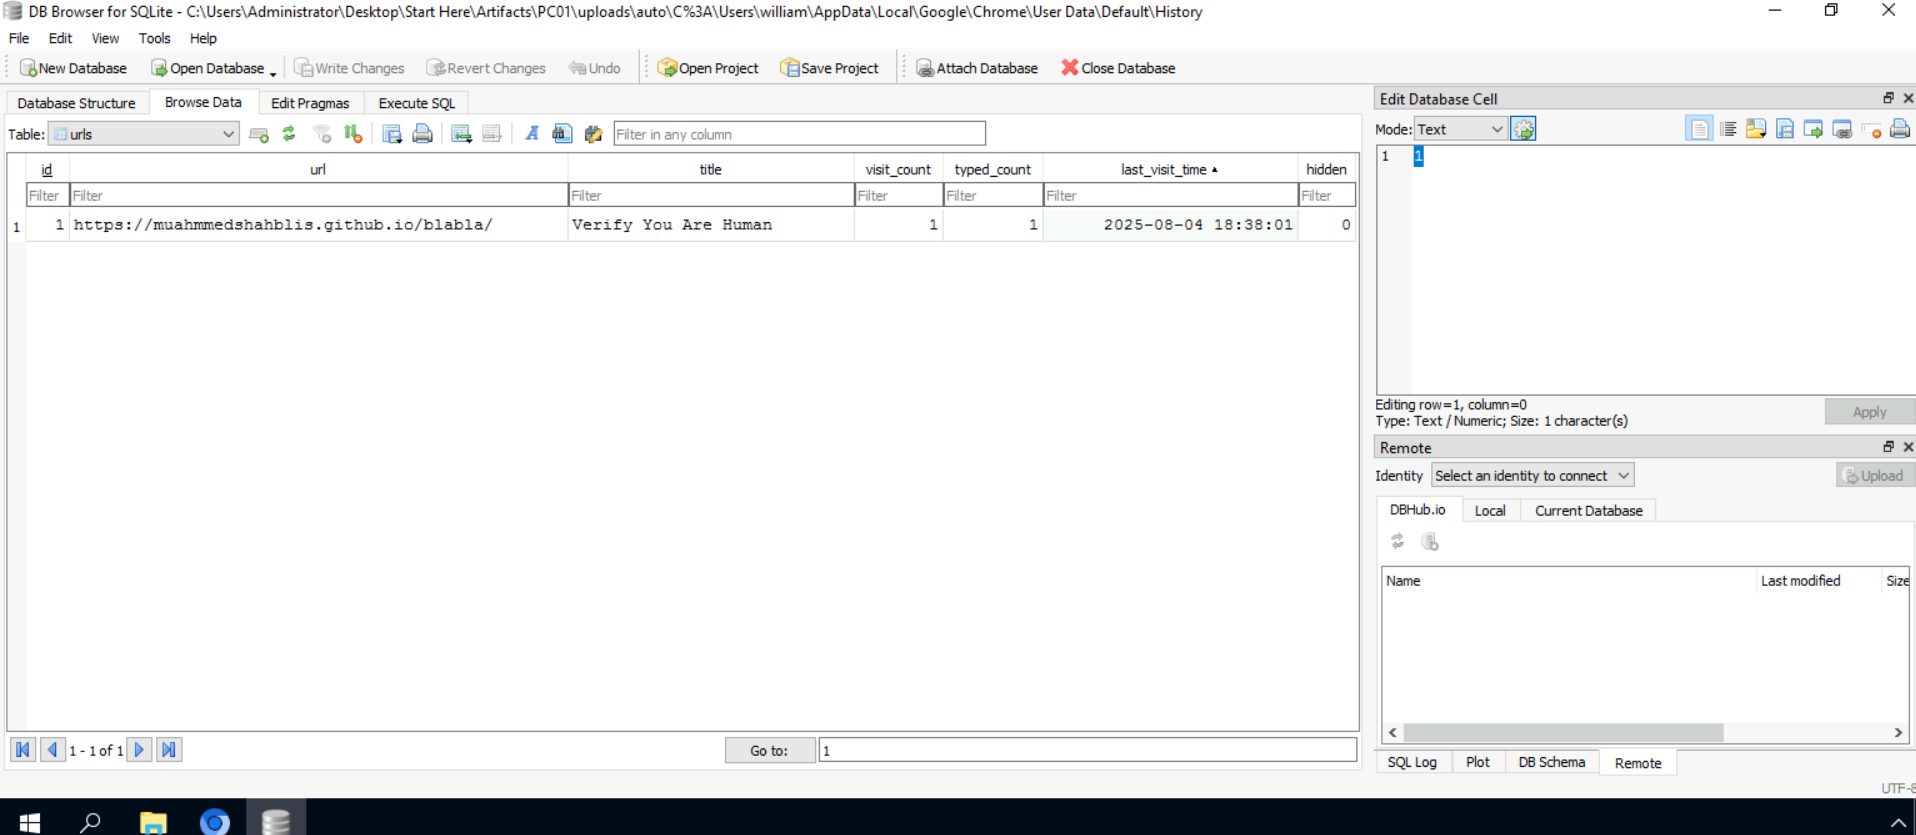 DB Browser for SQLite - C:\Users\Administrator\Desktop\Start Here\Artifacts\PC01\uploads\auto\C%3A\Users\william\AppData\Local\Google\Chrome\User Data\Default\History
File Edit View Tools Help
New Database Open Database Write Changes Revert Changes Undo Open Project Save Project Attach Database Close Database
Database Structure Browse Data Edit Pragmas Execute SQL
Table: urls Filter in any column
id url title visit_count typed_count last_visit_time hidden
Filter Filter Filter Filter Filter Filter Filter
1 1 https://muahmmedshahblis.github.io/blabla/ Verify You Are Human 1 1 2025-08-04 18:38:01 0
1 - 1 of 1 Go to: 1
Edit Database Cell
Mode: Text
1 1
Editing row=1, column=0
Type: Text / Numeric; Size: 1 character(s)
Apply
Remote
Identity Select an identity to connect Upload
DBHub.io Local Current Database
Name Last modified Size
SQL Log Plot DB Schema Remote
UTF-8